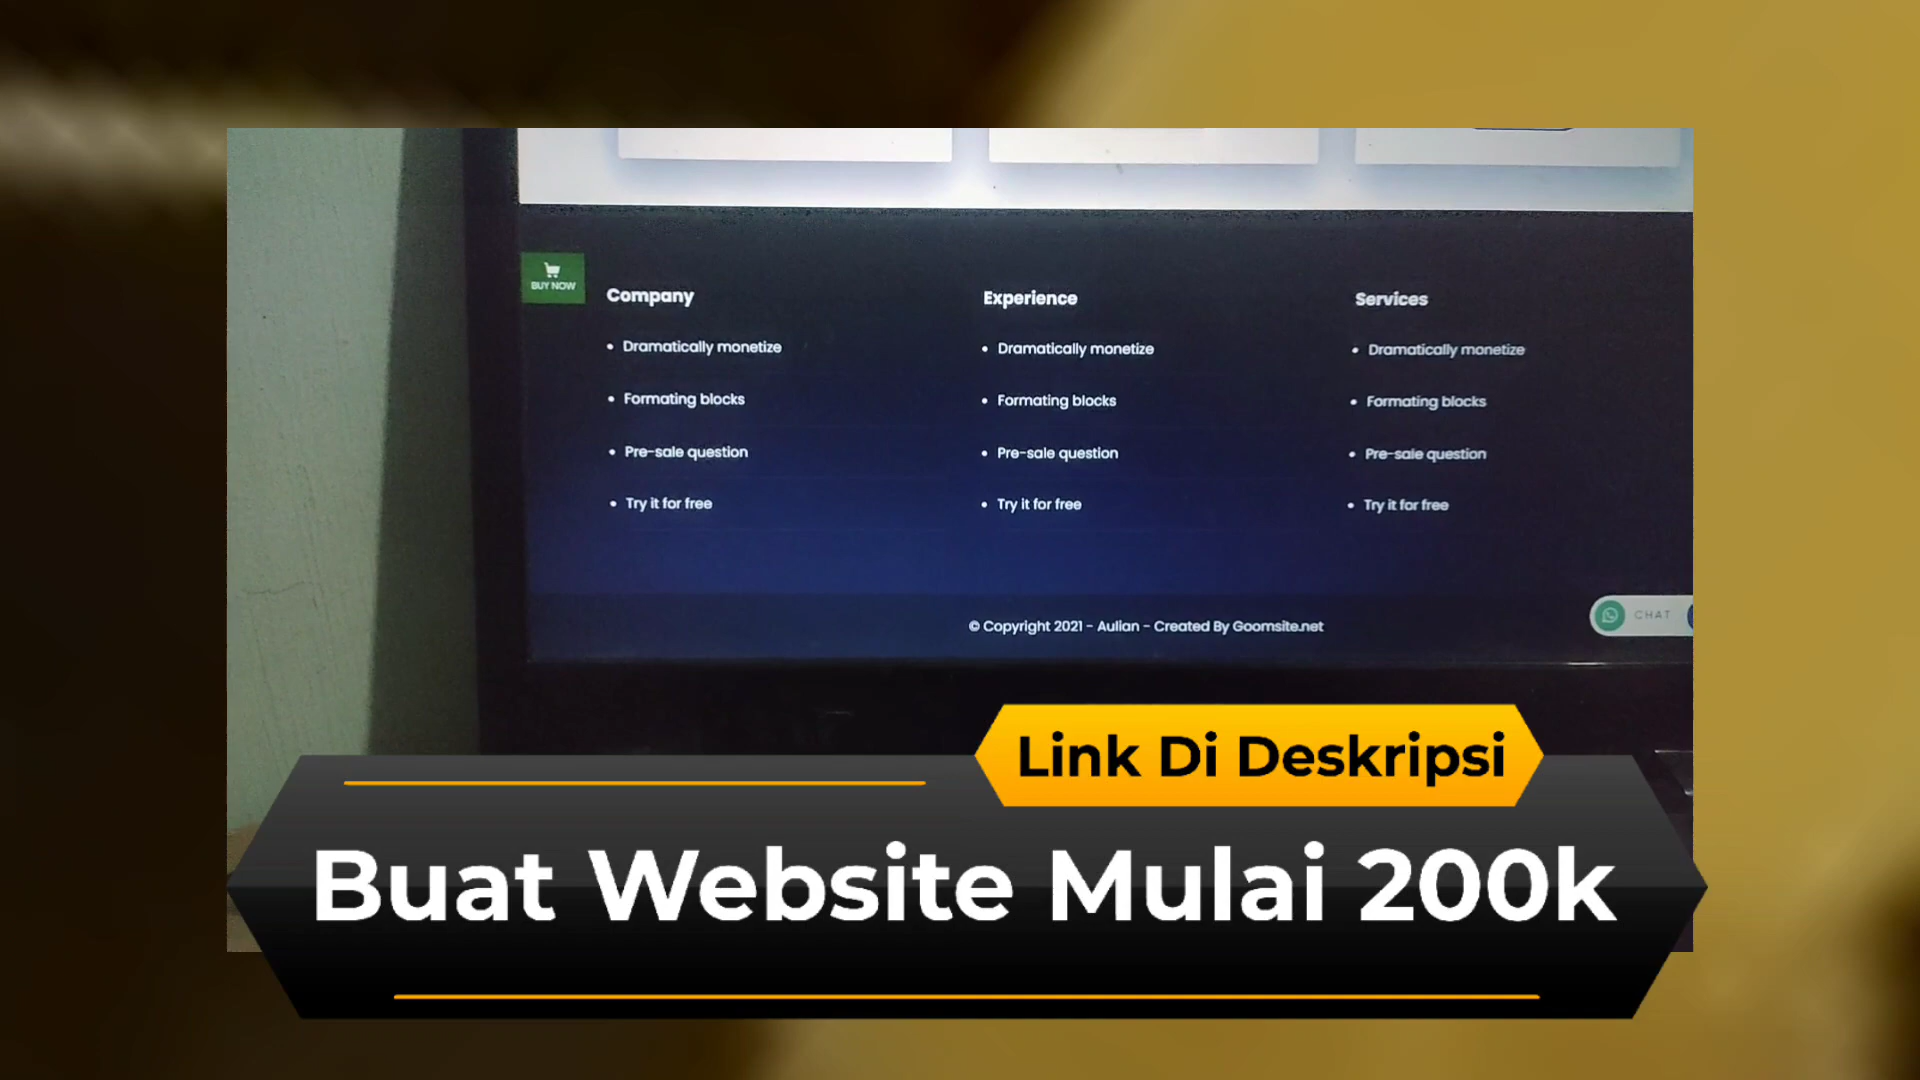 BUY NOW
Company
Dramatically monetize
Formating blocks
Pre-sale question
Try it for free
Experience
Dramatically monetize
Formating blocks
Pre-sale question
Try it for free
Services
Dramatically monetize
Formating blocks
Pre-sale question
Try it for free
© Copyright 2021 - Aulian - Created By Goomsite.net
CHAT
Link Di Deskripsi
Buat Website Mulai 200k